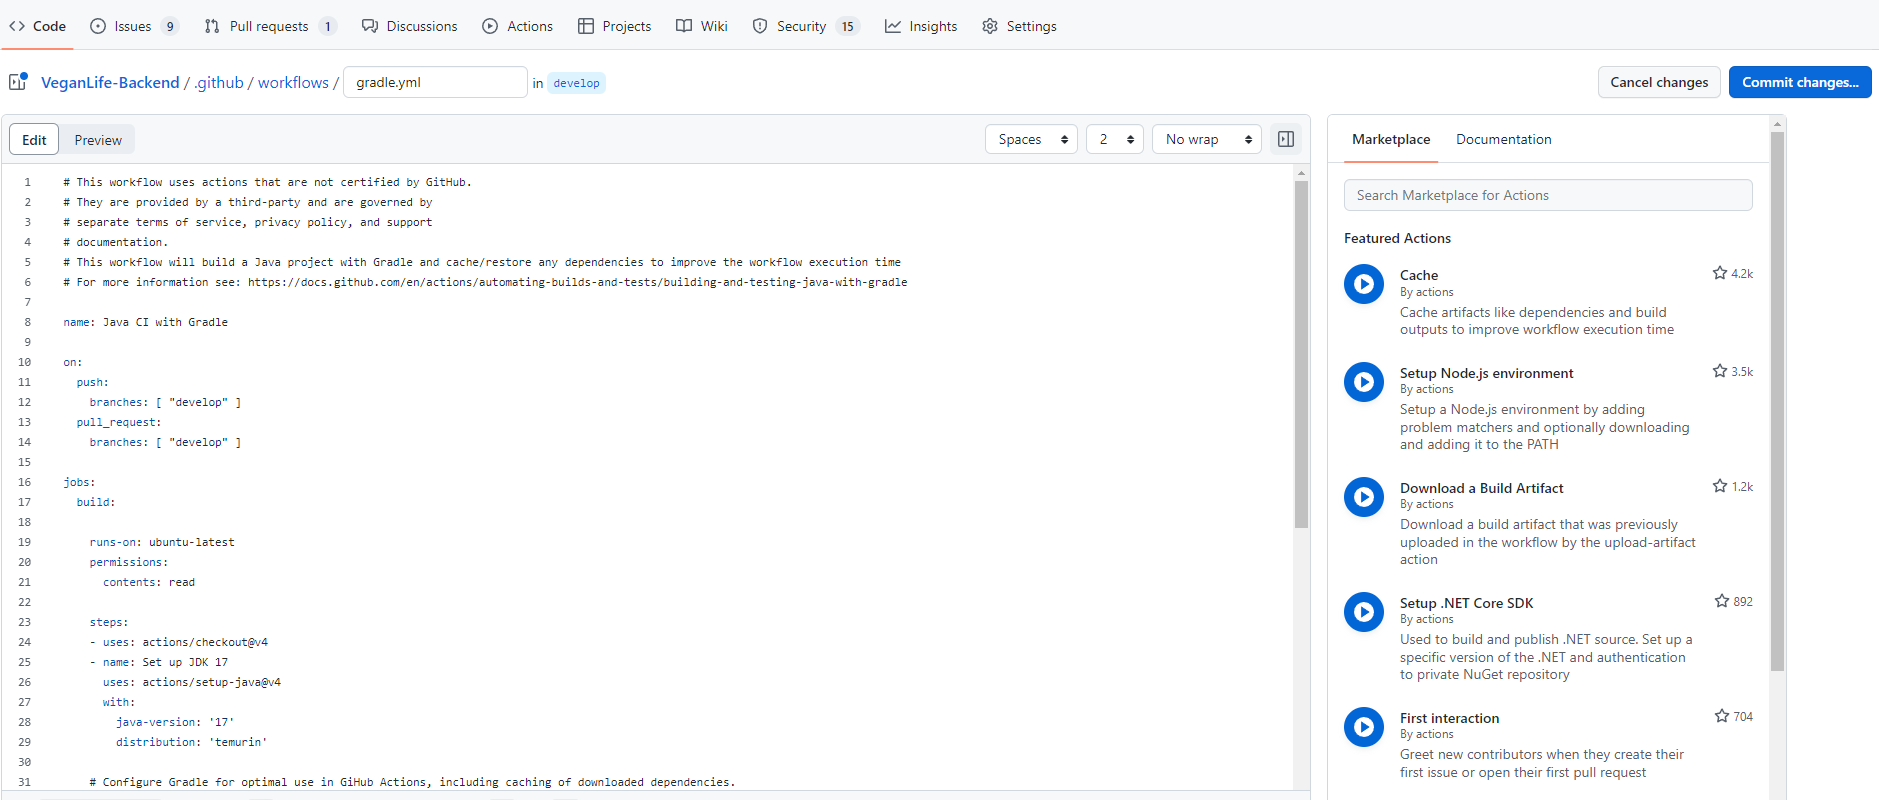 Code Issues 9 Pull requests 1 Discussions Actions Projects Wiki Security 15 Insights Settings
VeganLife-Backend / .github / workflows / gradle.yml in develop Cancel changes Commit changes...
Edit Preview Spaces 2 No wrap
1 # This workflow uses actions that are not certified by GitHub.
2 # They are provided by a third-party and are governed by
3 # separate terms of service, privacy policy, and support
4 # documentation.
5 # This workflow will build a Java project with Gradle and cache/restore any dependencies to improve the workflow execution time
6 # For more information see: https://docs.github.com/en/actions/automating-builds-and-tests/building-and-testing-java-with-gradle
7
8 name: Java CI with Gradle
9
10 on:
11 push:
12 branches: [ "develop" ]
13 pull_request:
14 branches: [ "develop" ]
15
16 jobs:
17 build:
18
19 runs-on: ubuntu-latest
20 permissions:
21 contents: read
22
23 steps:
24 - uses: actions/checkout@v4
25 - name: Set up JDK 17
26 uses: actions/setup-java@v4
27 with:
28 java-version: '17'
29 distribution: 'temurin'
30
31 # Configure Gradle for optimal use in GiHub Actions, including caching of downloaded dependencies.
Marketplace Documentation
Search Marketplace for Actions
Featured Actions
Cache 4.2k
By actions
Cache artifacts like dependencies and build
outputs to improve workflow execution time
Setup Node.js environment 3.5k
By actions
Setup a Node.js environment by adding
problem matchers and optionally downloading
and adding it to the PATH
Download a Build Artifact 1.2k
By actions
Download a build artifact that was previously
uploaded in the workflow by the upload-artifact
action
Setup .NET Core SDK 892
By actions
Used to build and publish .NET source. Set up a
specific version of the .NET and authentication
to private NuGet repository
First interaction 704
By actions
Greet new contributors when they create their
first issue or open their first pull request